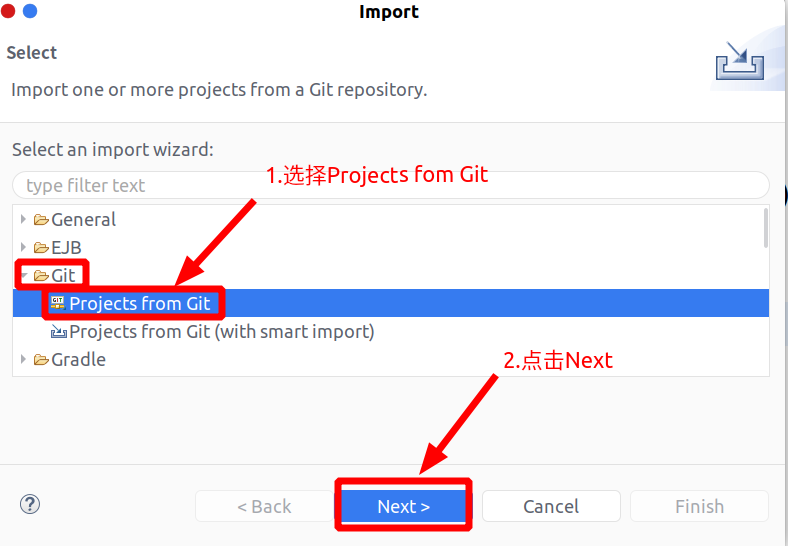 Import
Select
Import one or more projects from a Git repository.
Select an import wizard:
1.选择Projects fom Git
type filter text
General
EJB
Git
GIT
Projects from Git
Projects from Git (with smart import)
Gradle
2.点击Next
?
< Back
Next >
Cancel
Finish